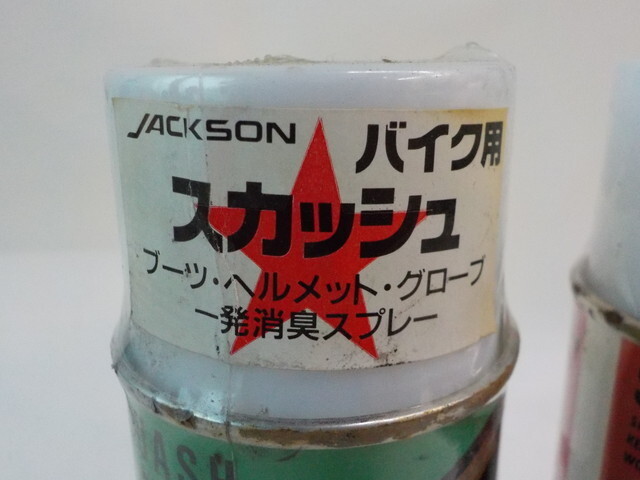 JACKSON
バイク用
スカッシュ
ブーツ・ヘルメット・グローブ
一発消臭スプレー